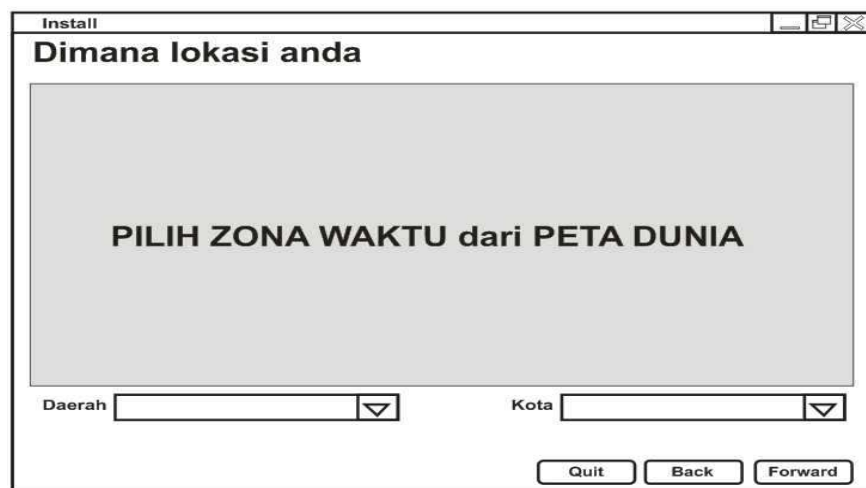 Install
Dimana lokasi anda
PILIH ZONA WAKTU dari PETA DUNIA
Daerah Kota
Quit Back Forward